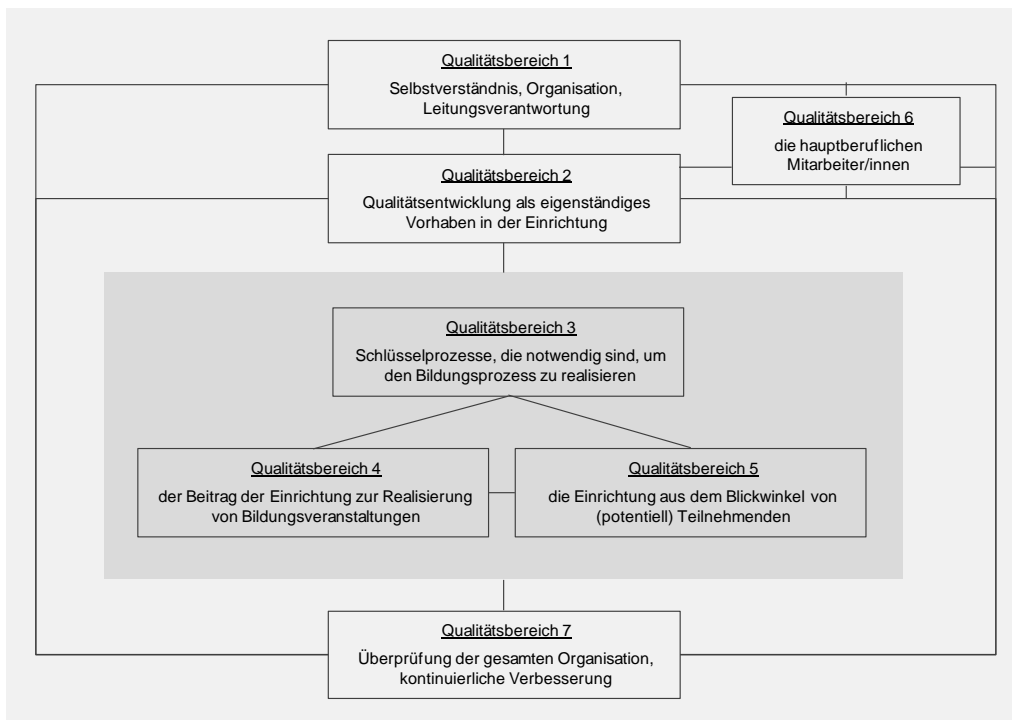 Qualitätsbereich 1
Selbstverständnis, Organisation,
Leitungsverantwortung
Qualitätsbereich 6
die hauptberuflichen
Mitarbeiter/innen
Qualitätsbereich 2
Qualitätsentwicklung als eigenständiges
Vorhaben in der Einrichtung
Qualitätsbereich 3
Schlüsselprozesse, die notwendig sind, um
den Bildungsprozess zu realisieren
Qualitätsbereich 4
der Beitrag der Einrichtung zur Realisierung
von Bildungsveranstaltungen
Qualitätsbereich 5
die Einrichtung aus dem Blickwinkel von
(potentiell) Teilnehmenden
Qualitätsbereich 7
Überprüfung der gesamten Organisation,
kontinuierliche Verbesserung